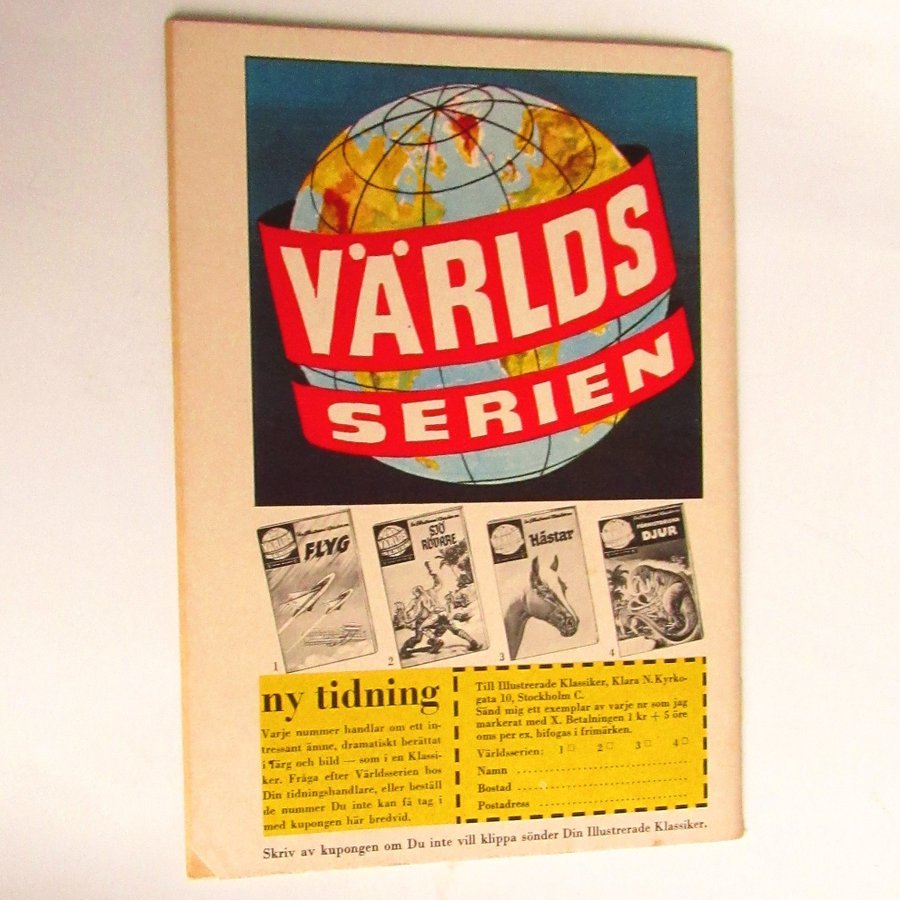 VÄRLDS
SERIEN
FLYG
SJÖ
RÖVARE
Hästar
FÖRHISTORISKA
DJUR
1
2
3
4
ny tidning
Varje nummer handlar om ett in-
tressant ämne, dramatiskt berättat
i färg och bild — som i en Klassi-
ker. Fråga efter Världsserien hos
Din tidningshandlare, eller beställ
de nummer Du inte kan få tag i
med kupongen här bredvid.
Till Illustrerade Klassiker, Klara N. Kyrko-
gata 10, Stockholm C.
Sänd mig ett exemplar av varje nr som jag
markerat med X. Betalningen 1 kr + 5 öre
oms per ex. bifogas i frimärken.
Världsserien: 1 □ 2 □ 3 □ 4 □
Namn
Bostad
Postadress
Skriv av kupongen om Du inte vill klippa sönder Din Illustrerade Klassiker.